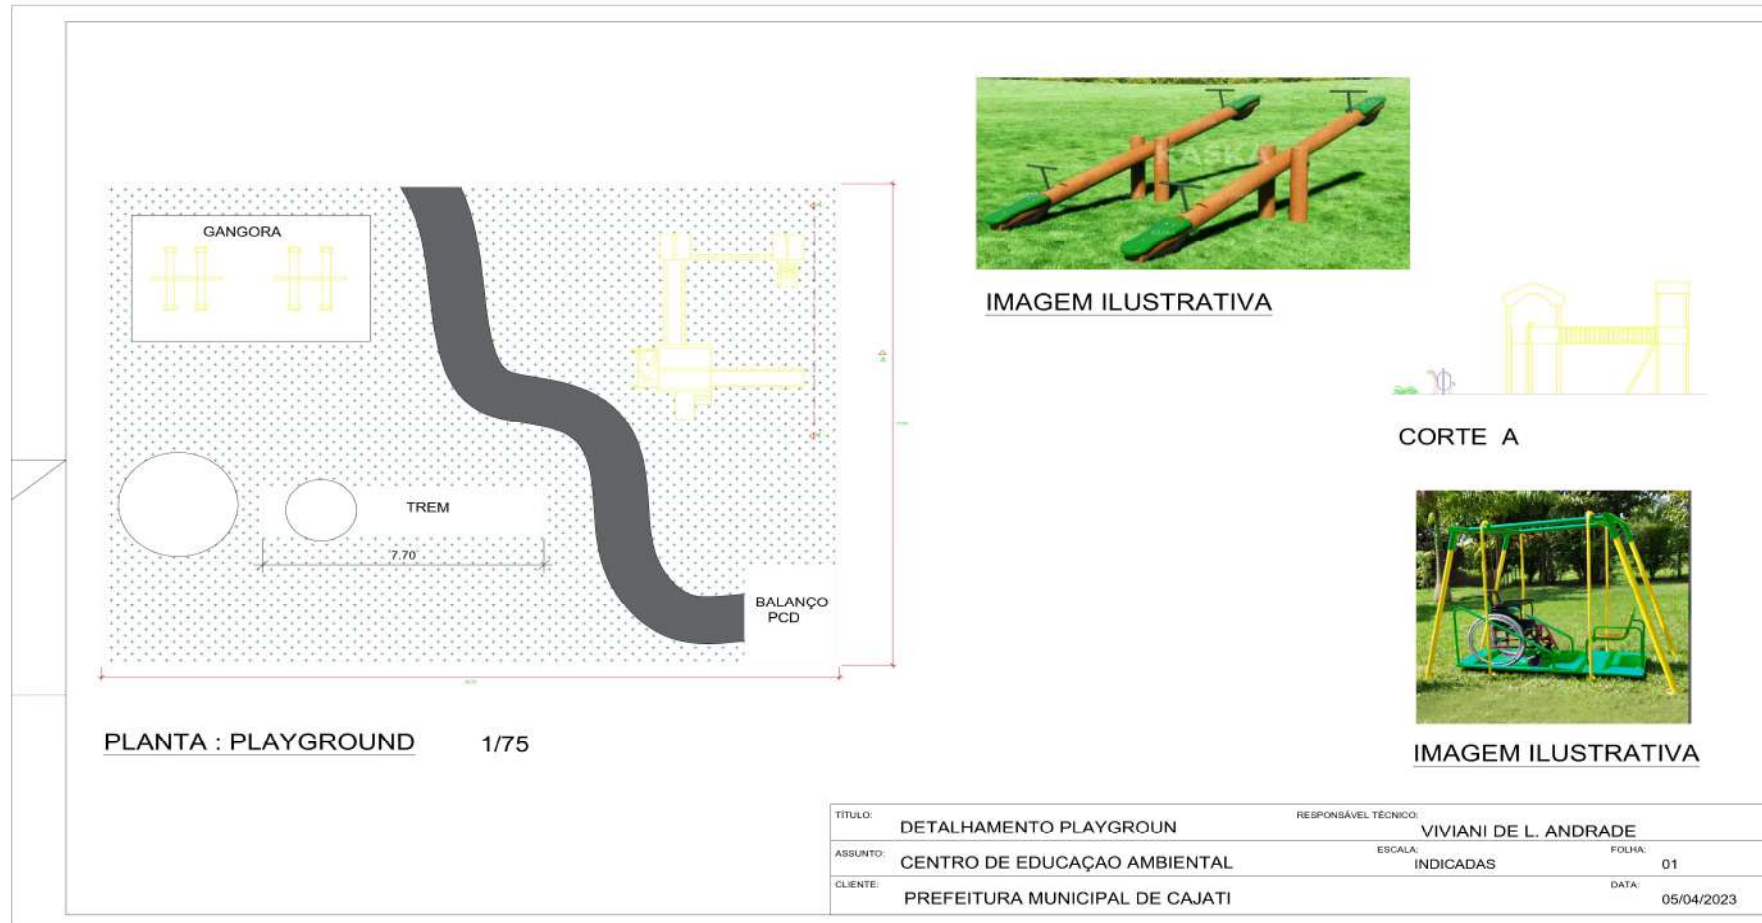 GANGORA
TREM
7.70
BALANÇO
PCD
PLANTA : PLAYGROUND 1/75
KASKA
IMAGEM ILUSTRATIVA
CORTE A
IMAGEM ILUSTRATIVA
TÍTULO: DETALHAMENTO PLAYGROUN RESPONSÁVEL TÉCNICO: VIVIANI DE L. ANDRADE
ASSUNTO: CENTRO DE EDUCAÇAO AMBIENTAL ESCALA: INDICADAS FOLHA: 01
CLIENTE: PREFEITURA MUNICIPAL DE CAJATI DATA: 05/04/2023